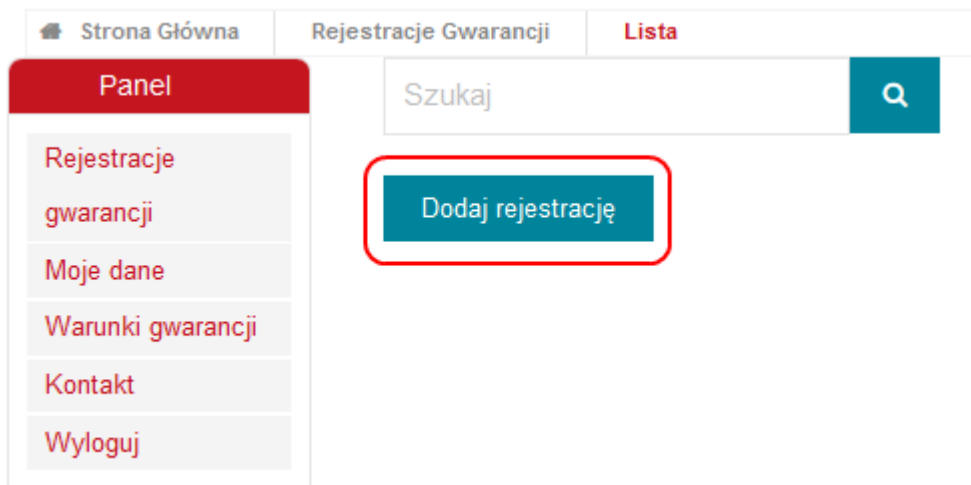 Strona Główna Rejestracje Gwarancji Lista
Panel
Szukaj
Rejestracje
gwarancji
Dodaj rejestrację
Moje dane
Warunki gwarancji
Kontakt
Wyloguj